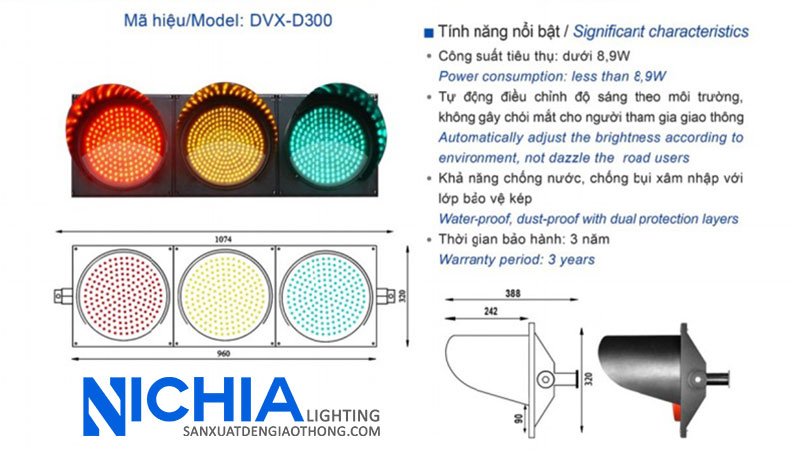 Mã hiệu/Model: DVX-D300
1074
320
960
NICHIA LIGHTING
SANXUATDENGIAOTHONG.COM
■ Tính năng nổi bật / Significant characteristics
• Công suất tiêu thụ: dưới 8,9W
Power consumption: less than 8,9W
• Tự động điều chỉnh độ sáng theo môi trường,
không gây chói mắt cho người tham gia giao thông
Automatically adjust the brightness according to
environment, not dazzle the road users
• Khả năng chống nước, chống bụi xâm nhập với
lớp bảo vệ kép
Water-proof, dust-proof with dual protection layers
• Thời gian bảo hành: 3 năm
Warranty period: 3 years
388
242
320
90